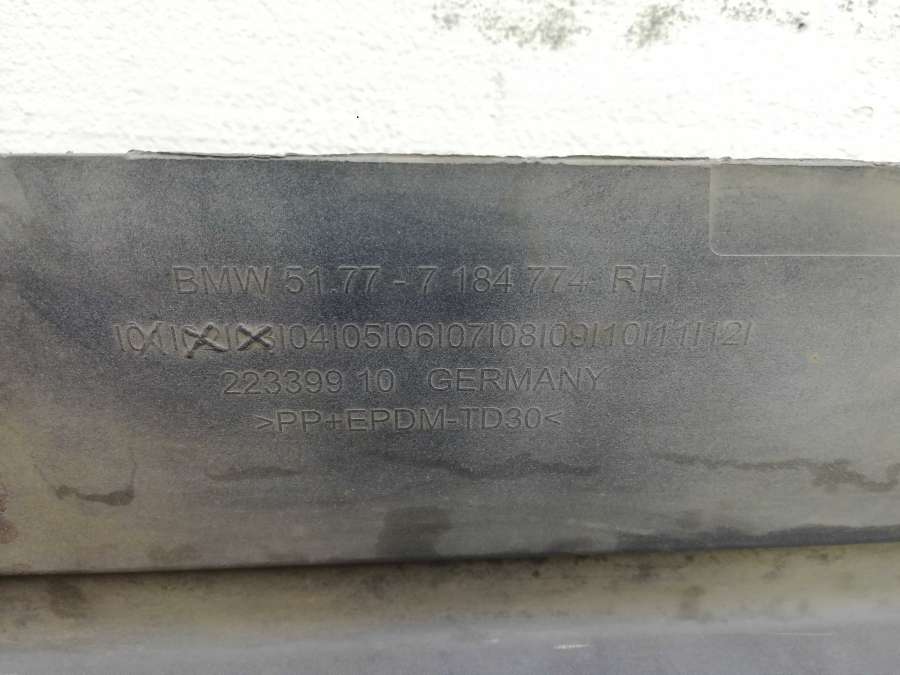 BMW 51.77 - 7 184 774 RH
|04|05|06|07|08|09|10|11|12|
223399 10 GERMANY
>PP+EPDM-TD30<